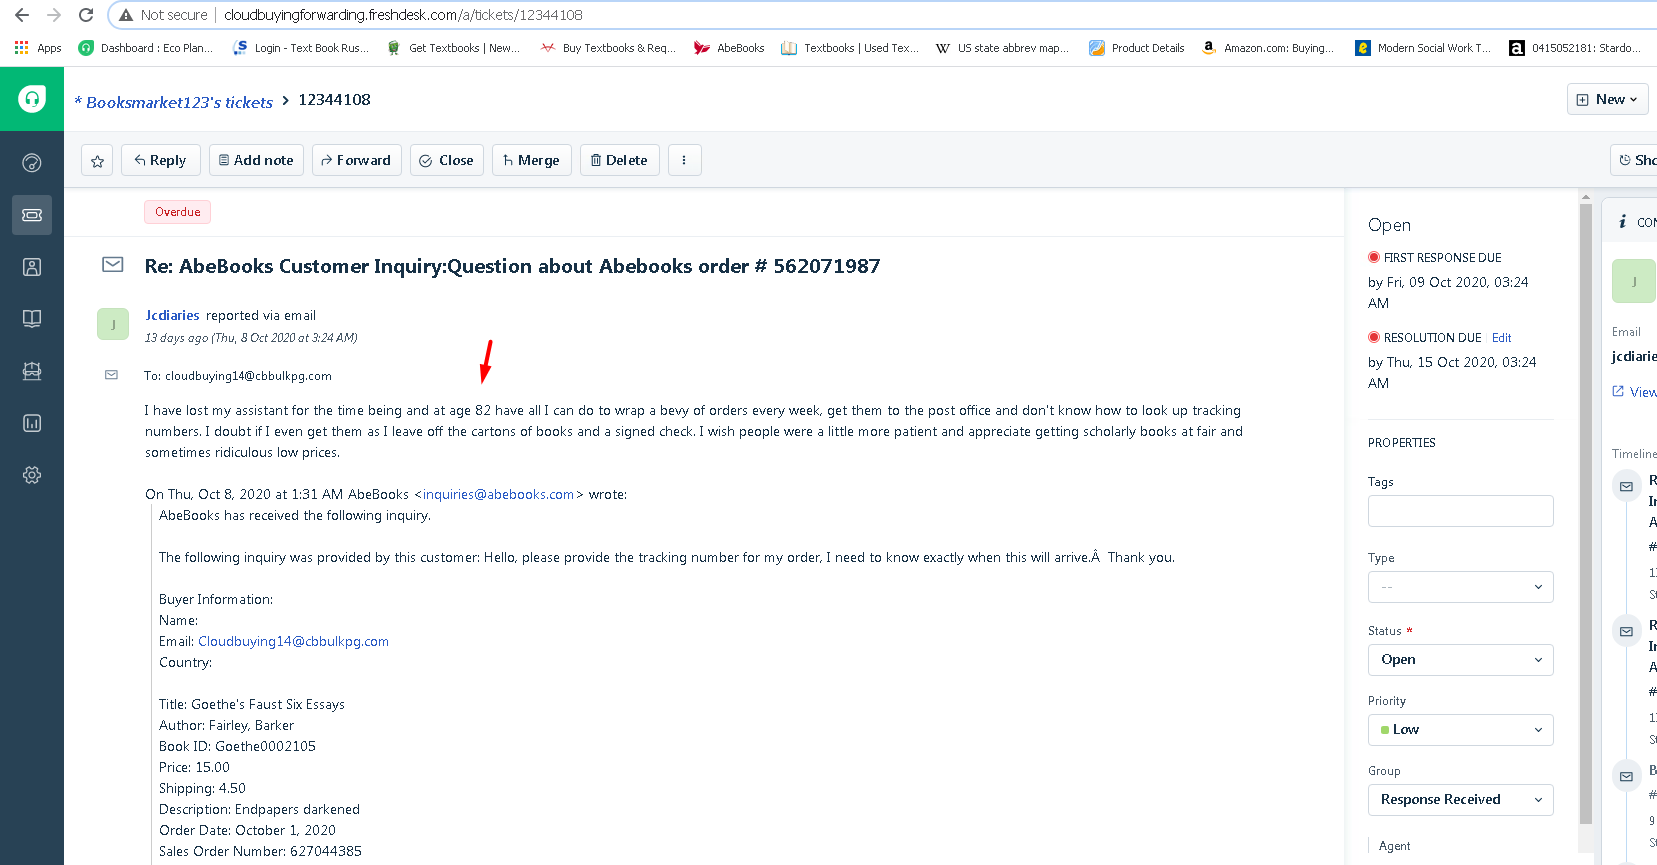 Not secure | cloudbuyingforwarding.freshdesk.com/a/tickets/12344108
Apps Dashboard : Eco Plan... Login - Text Book Rus... Get Textbooks | New... Buy Textbooks & Req... AbeBooks Textbooks | Used Tex... US state abbrev map... Product Details Amazon.com: Buying... Modern Social Work T... 0415052181: Stardo...
* Booksmarket123's tickets > 12344108
New
Reply Add note Forward Close Merge Delete
Sho
Overdue
Re: AbeBooks Customer Inquiry:Question about Abebooks order # 562071987
J
Jcdiaries reported via email
13 days ago (Thu, 8 Oct 2020 at 3:24 AM)
To: cloudbuying14@cbbulkpg.com
I have lost my assistant for the time being and at age 82 have all I can do to wrap a bevy of orders every week, get them to the post office and don't know how to look up tracking
numbers. I doubt if I even get them as I leave off the cartons of books and a signed check. I wish people were a little more patient and appreciate getting scholarly books at fair and
sometimes ridiculous low prices.
On Thu, Oct 8, 2020 at 1:31 AM AbeBooks <inquiries@abebooks.com> wrote:
AbeBooks has received the following inquiry.
The following inquiry was provided by this customer: Hello, please provide the tracking number for my order, I need to know exactly when this will arrive.Â Thank you.
Buyer Information:
Name:
Email: Cloudbuying14@cbbulkpg.com
Country:
Title: Goethe's Faust Six Essays
Author: Fairley, Barker
Book ID: Goethe0002105
Price: 15.00
Shipping: 4.50
Description: Endpapers darkened
Order Date: October 1, 2020
Sales Order Number: 627044385
Open
FIRST RESPONSE DUE
by Fri, 09 Oct 2020, 03:24
AM
RESOLUTION DUE | Edit
by Thu, 15 Oct 2020, 03:24
AM
PROPERTIES
Tags
Type
--
Status *
Open
Priority
Low
Group
Response Received
Agent
CON
J
Email
jcdiarie
View
Timeline
R
In
A
#
1
St
R
In
A
#
1
St
B
#
9
St